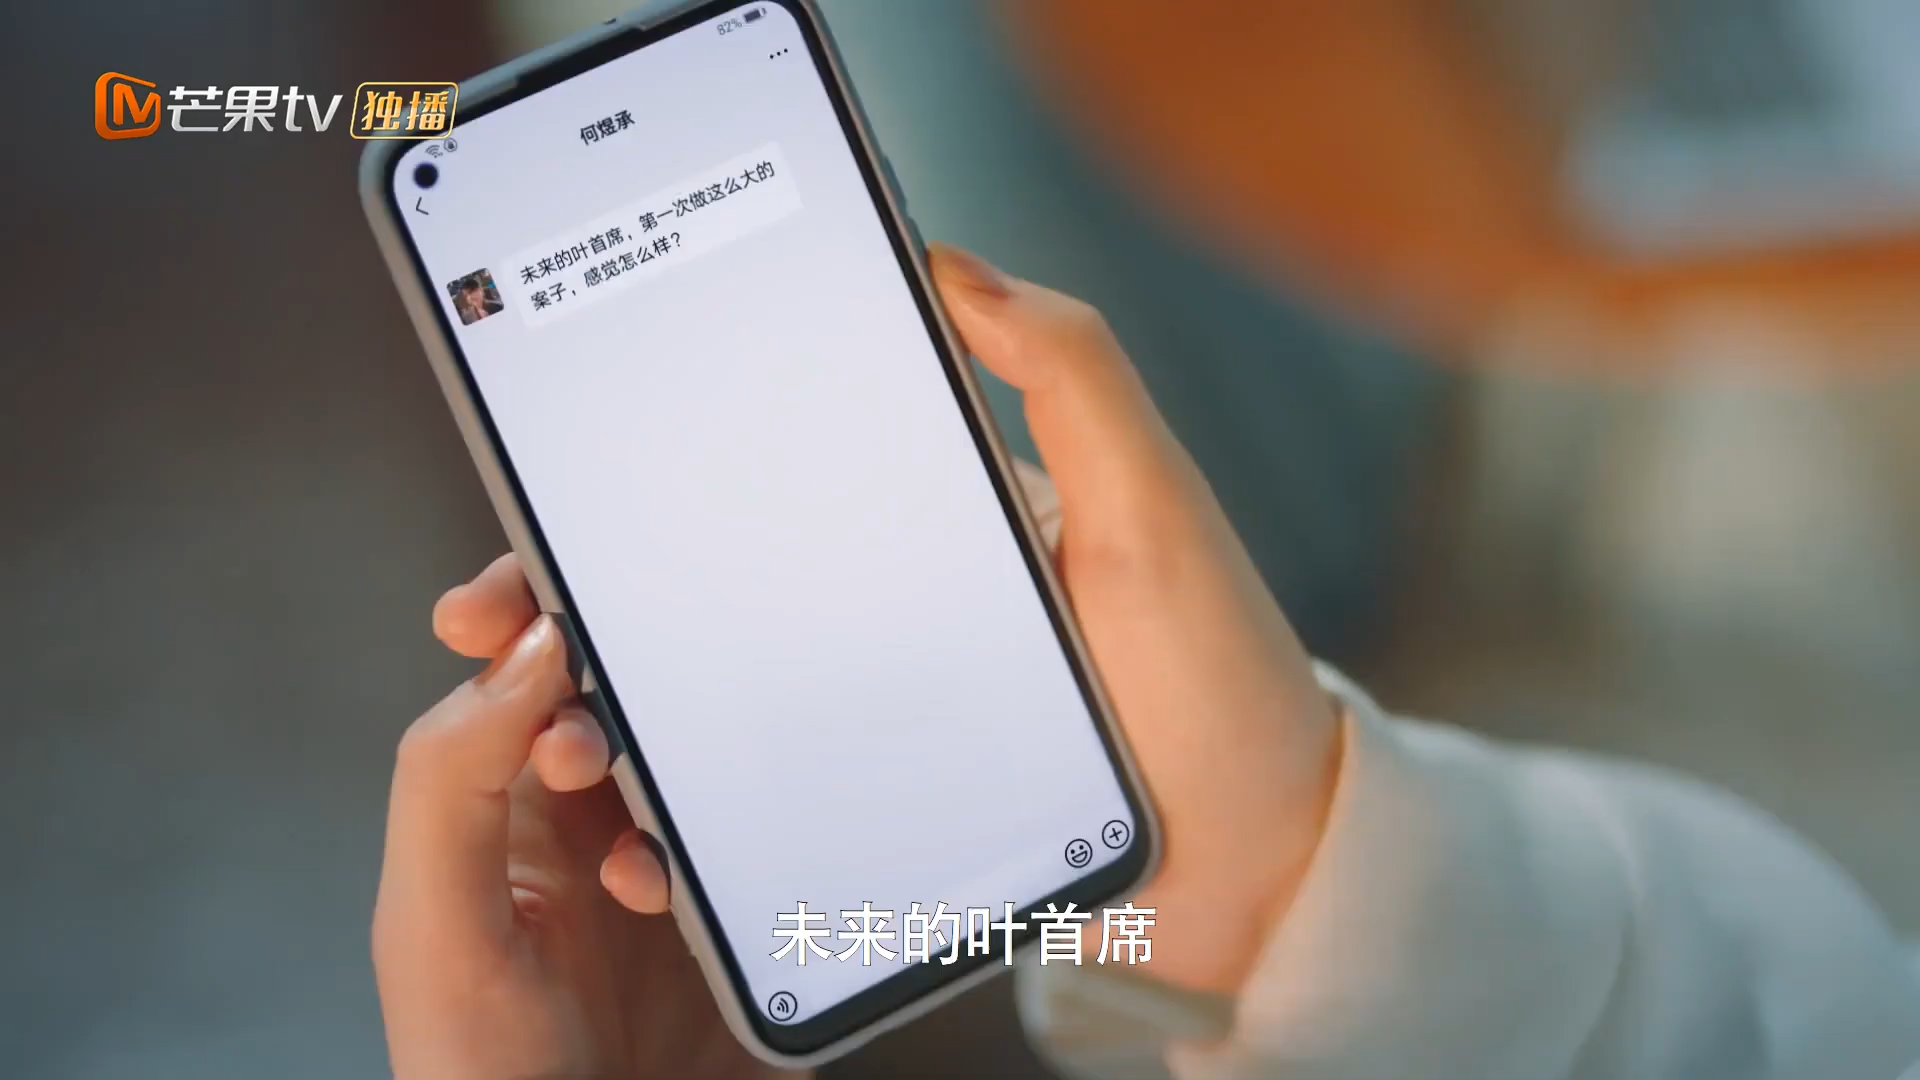 芒果tv 独播
82%
何煜承
未来的叶首席，第一次做这么大的
案子，感觉怎么样？
未来的叶首席